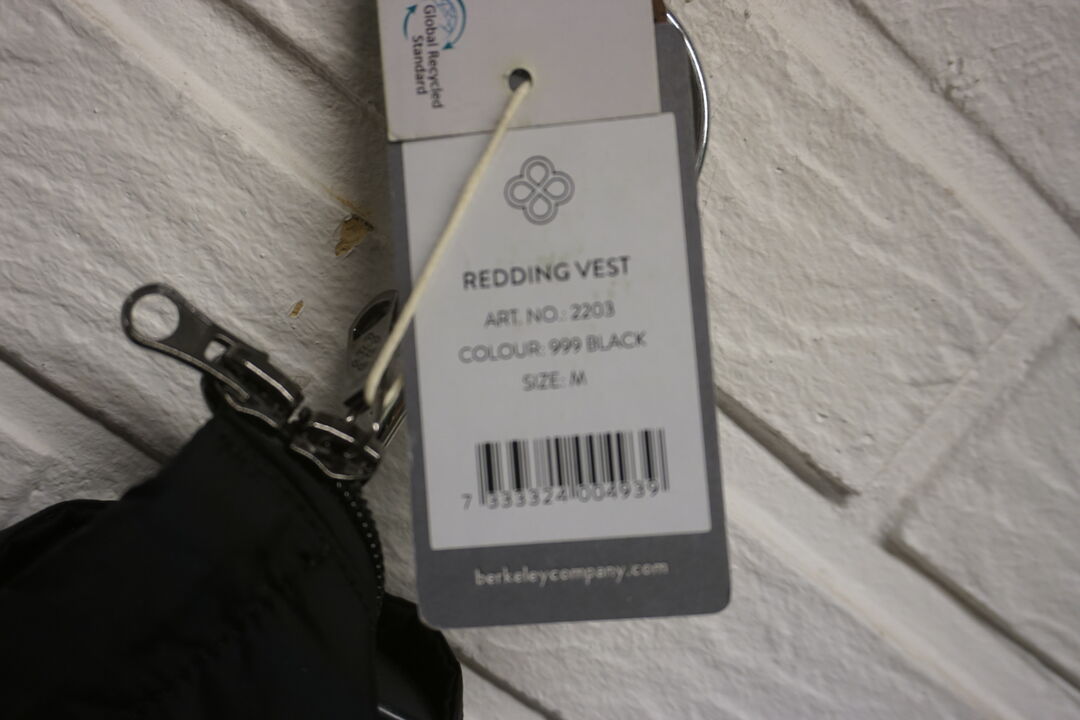 Global Recycled
Standard
REDDING VEST
ART. NO.: 2203
COLOUR: 999 BLACK
SIZE: M
7 333324 004939
berkeleycompany.com